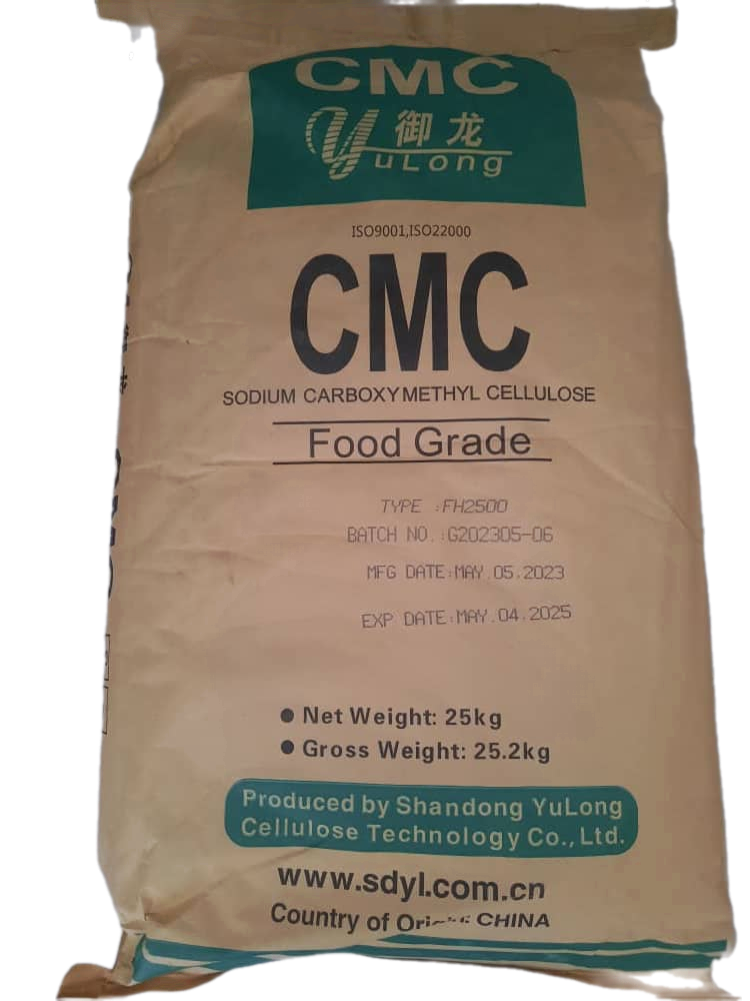 CMC
御龙
YuLong
ISO9001,ISO22000
CMC
SODIUM CARBOXYMETHYL CELLULOSE
Food Grade
TYPE :FH2500
BATCH NO.:G202305-06
MFG DATE:MAY.05.2023
EXP DATE:MAY.04.2025
● Net Weight: 25kg
● Gross Weight: 25.2kg
Produced by Shandong YuLong
Cellulose Technology Co.,Ltd.
www.sdyl.com.cn
Country of CHINA